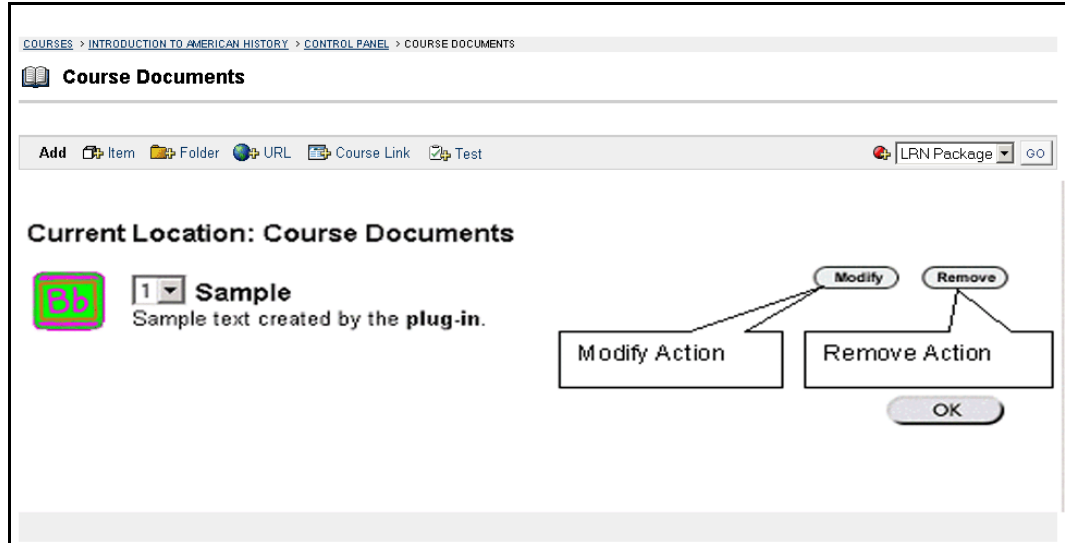 COURSES > INTRODUCTION TO AMERICAN HISTORY > CONTROL PANEL > COURSE DOCUMENTS
Course Documents
Add Item Folder URL Course Link Test LRN Package GO
Current Location: Course Documents
Bb 1 Sample Modify Remove
Sample text created by the plug-in.
Modify Action Remove Action
OK